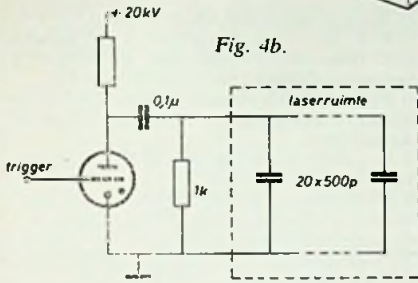 +20kV
Fig. 4b.
0,1µ
laserruimte
trigger
1k
20x500p